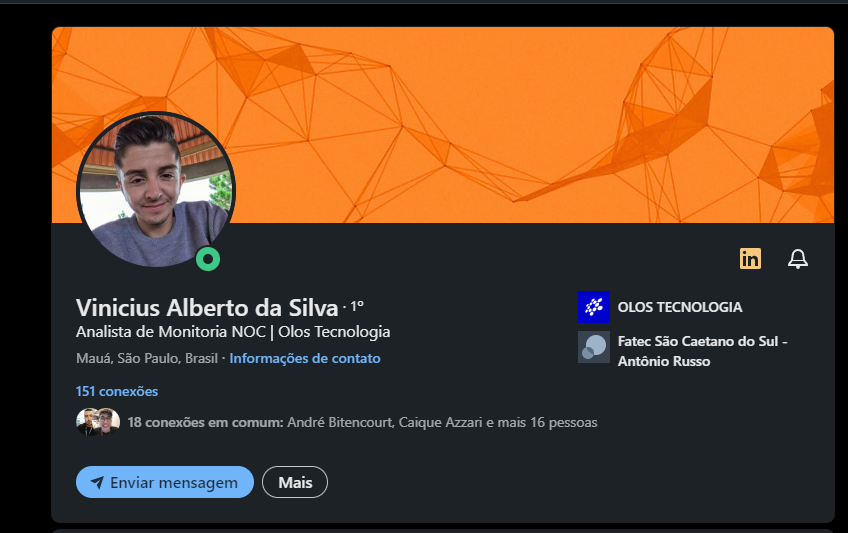 in
Vinicius Alberto da Silva · 1º
Analista de Monitoria NOC | Olos Tecnologia
Mauá, São Paulo, Brasil · Informações de contato
151 conexões
18 conexões em comum: André Bitencourt, Caique Azzari e mais 16 pessoas
OLOS TECNOLOGIA
Fatec São Caetano do Sul -
Antônio Russo
Enviar mensagem
Mais